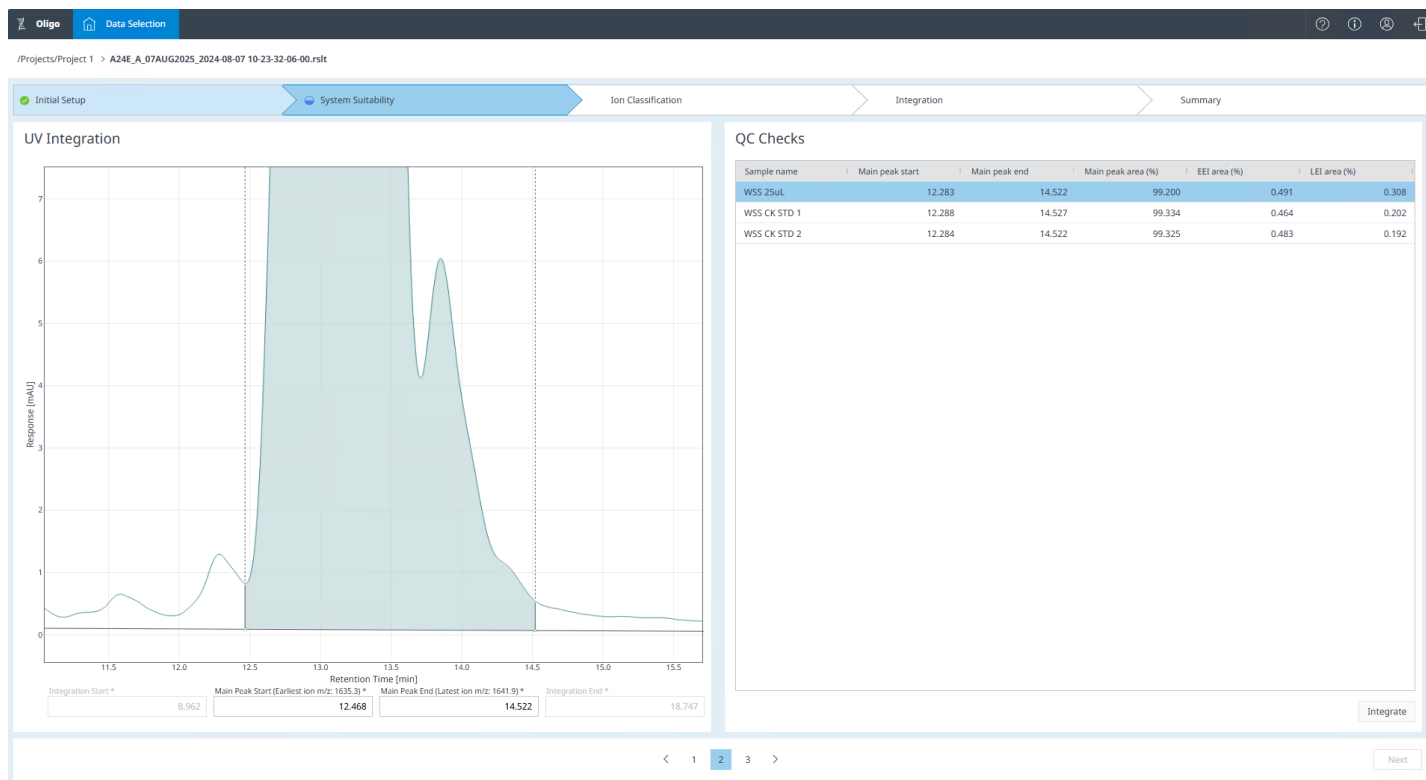 Oligo Data Selection
/Projects/Project 1 > A24E_A_07AUG2025_2024-08-07 10-23-32-06-00.rslt
Initial Setup System Suitability Ion Classification Integration Summary
UV Integration
7
6
5
4
3
2
1
0
Response [mAU]
11.5 12.0 12.5 13.0 13.5 14.0 14.5 15.0 15.5
Retention Time [min]
Integration Start * Main Peak Start (Earliest ion m/z: 1635.3) * Main Peak End (Latest ion m/z: 1641.9) * Integration End *
8.962 12.468 14.522 18.747
QC Checks
Sample name Main peak start Main peak end Main peak area (%) EEI area (%) LEI area (%)
WSS 25uL 12.283 14.522 99.200 0.491 0.308
WSS CK STD 1 12.288 14.527 99.334 0.464 0.202
WSS CK STD 2 12.284 14.522 99.325 0.483 0.192
Integrate
< 1 2 3 >
Next